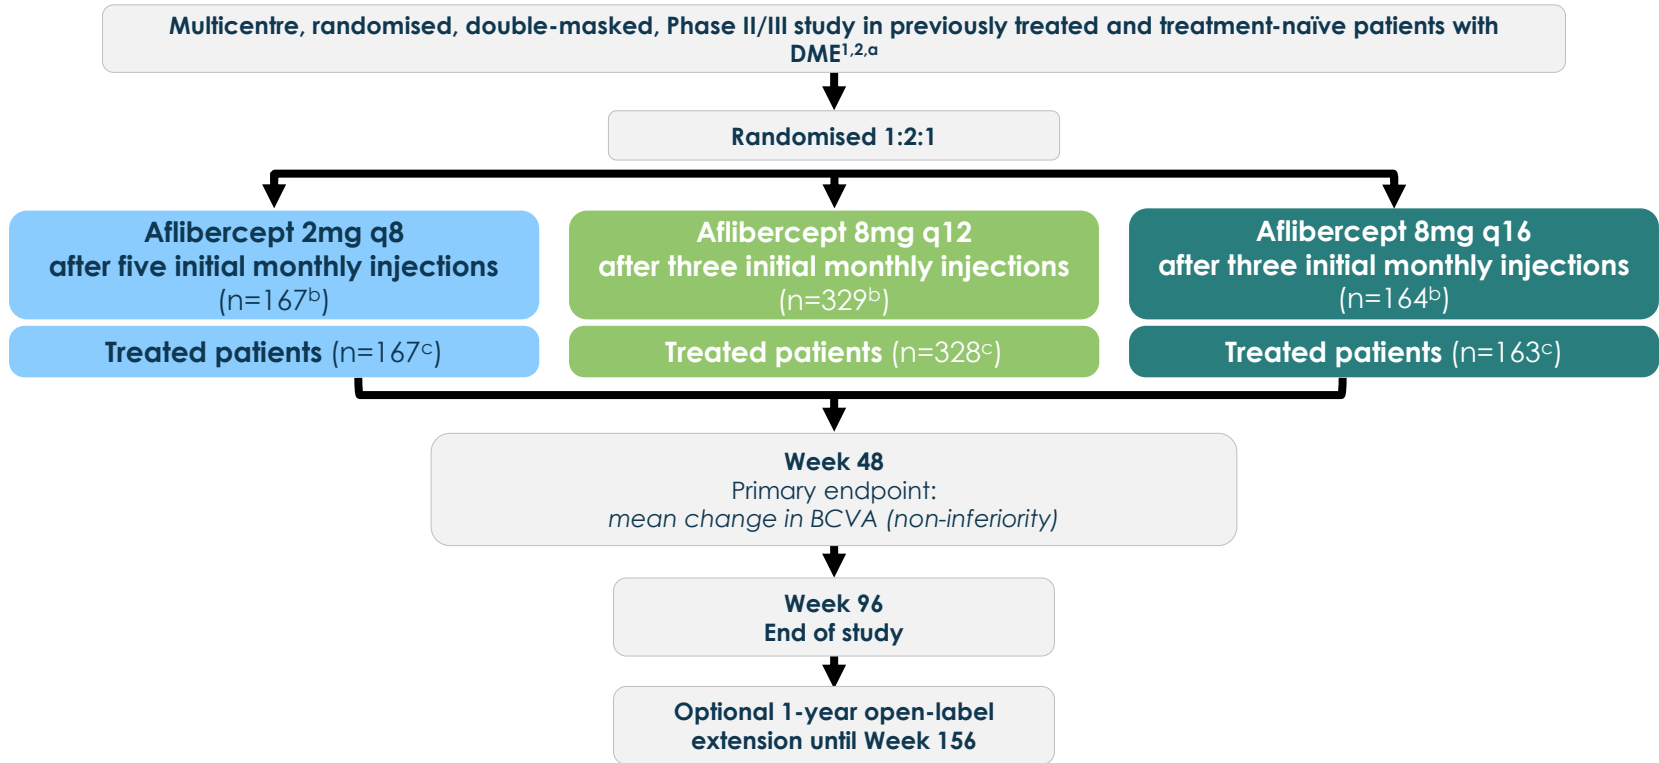 Multicentre, randomised, double-masked, Phase II/III study in previously treated and treatment-naïve patients with
DME1,2,a
Randomised 1:2:1
Aflibercept 2mg q8
after five initial monthly injections
(n=167b)
Treated patients (n=167c)
Aflibercept 8mg q12
after three initial monthly injections
(n=329b)
Treated patients (n=328c)
Aflibercept 8mg q16
after three initial monthly injections
(n=164b)
Treated patients (n=163c)
Week 48
Primary endpoint:
mean change in BCVA (non-inferiority)
Week 96
End of study
Optional 1-year open-label
extension until Week 156